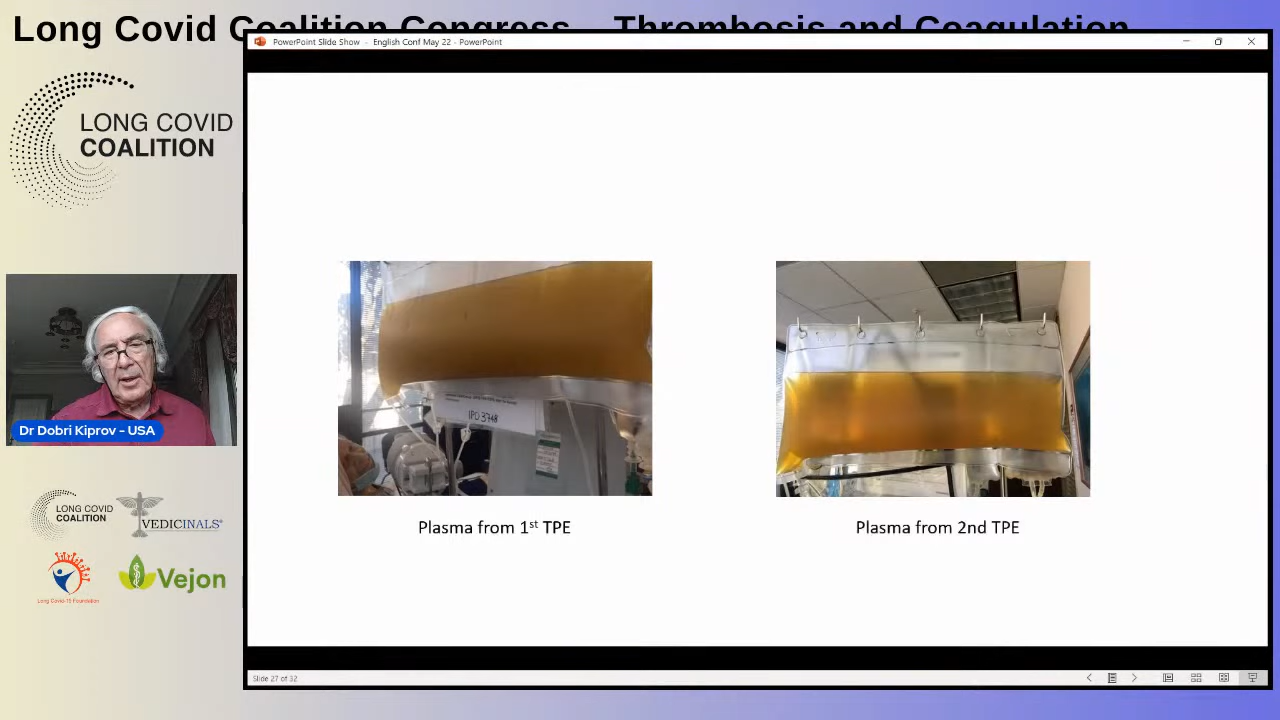 Long Covid Coalition Congress – Thrombosis and Coagulation
PowerPoint Slide Show - English Conf May 22 - PowerPoint
LONG COVID
COALITION
Dr Dobri Kiprov - USA
IPD 3748
Plasma from 1st TPE
Plasma from 2nd TPE
LONG COVID
COALITION
VEDICINALS®
Long Covid-19 Foundation
Vejon
Slide 27 of 32